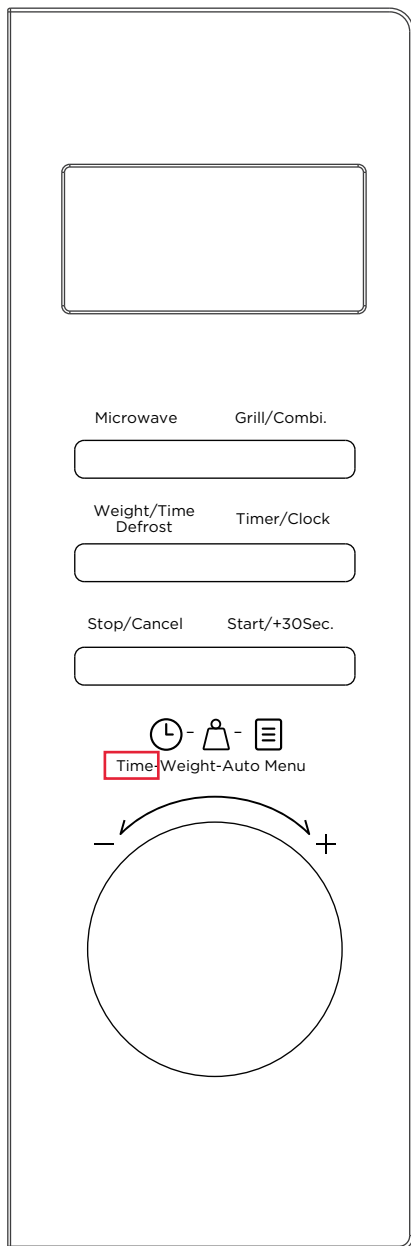 Microwave Grill/Combi.
Weight/Time
Defrost
Timer/Clock
Stop/Cancel Start/+30Sec.
Time-Weight-Auto Menu